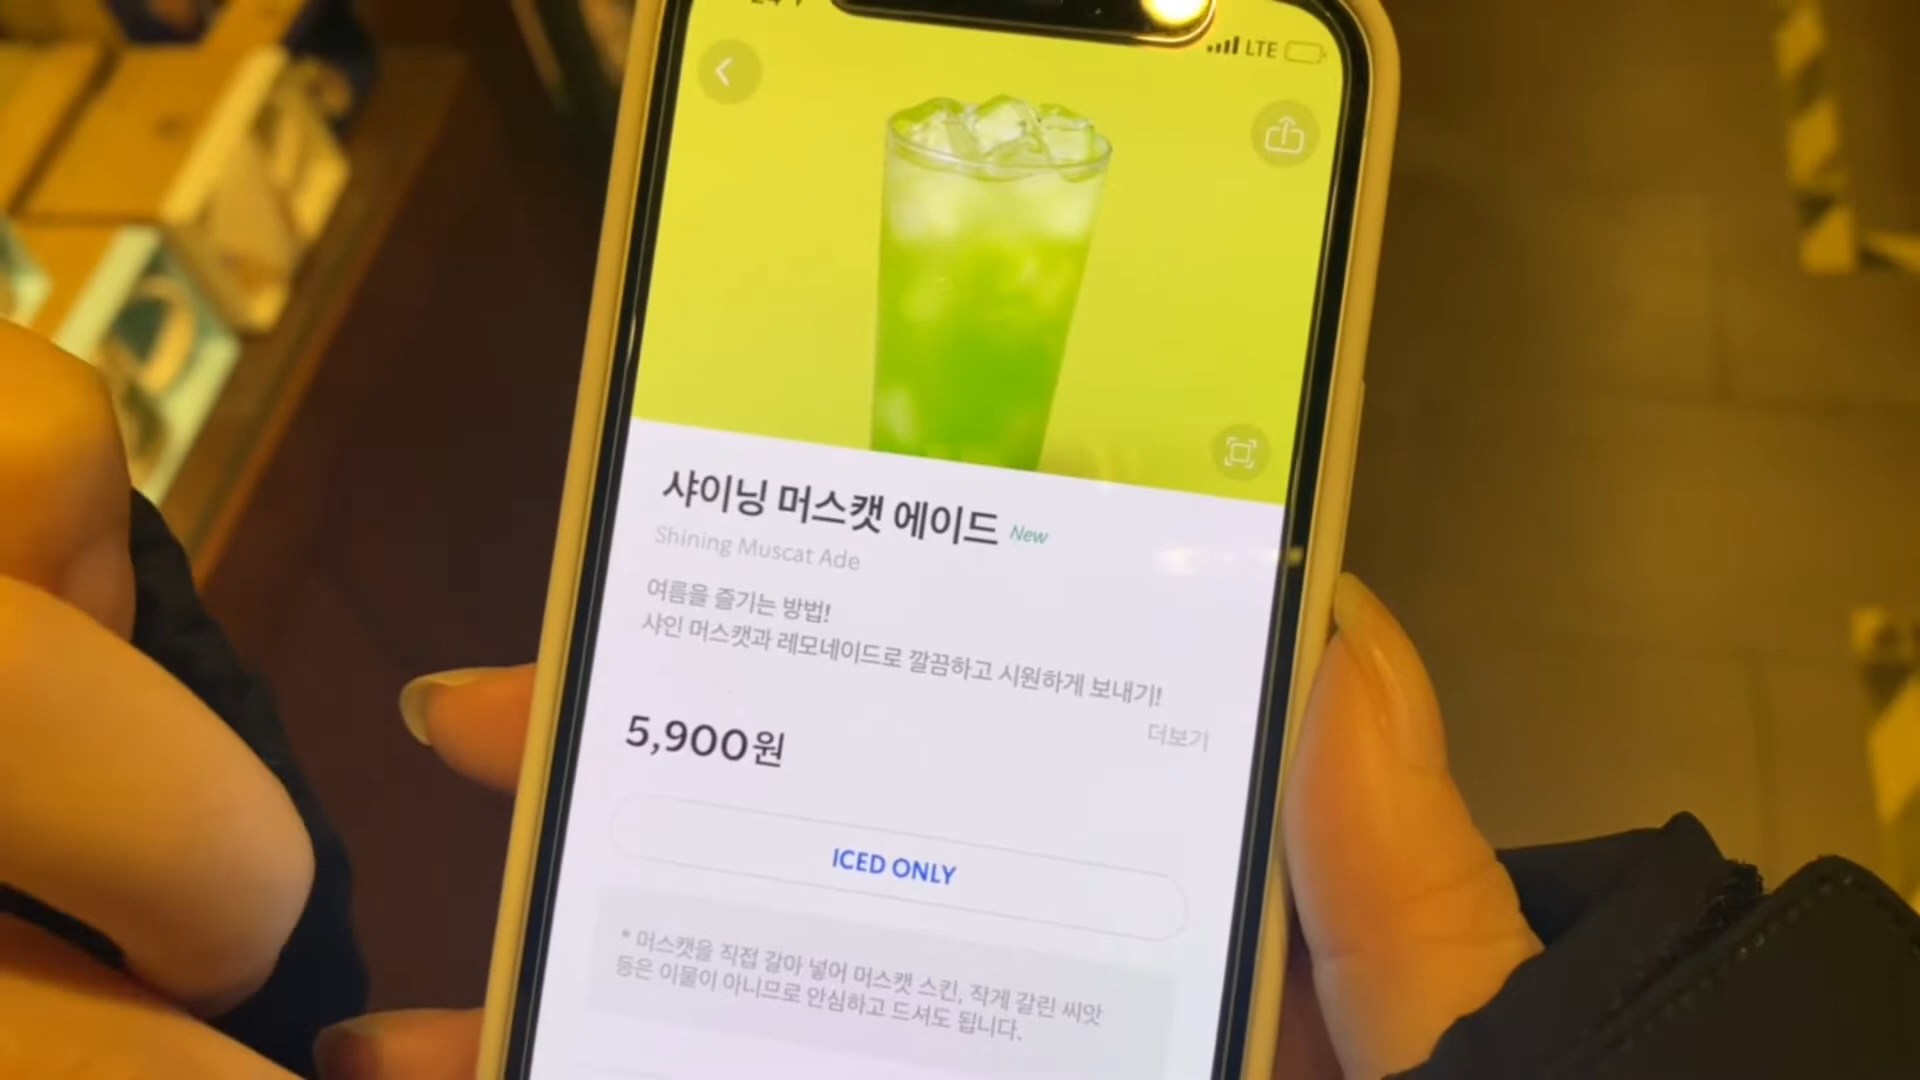 LTE
샤이닝 머스캣 에이드 New
Shining Muscat Ade
여름을 즐기는 방법!
샤인 머스캣과 레모네이드로 깔끔하고 시원하게 보내기!
더보기
5,900원
ICED ONLY
* 머스캣을 직접 갈아 넣어 머스캣 스킨, 작게 갈린 씨앗
등은 이물이 아니므로 안심하고 드셔도 됩니다.